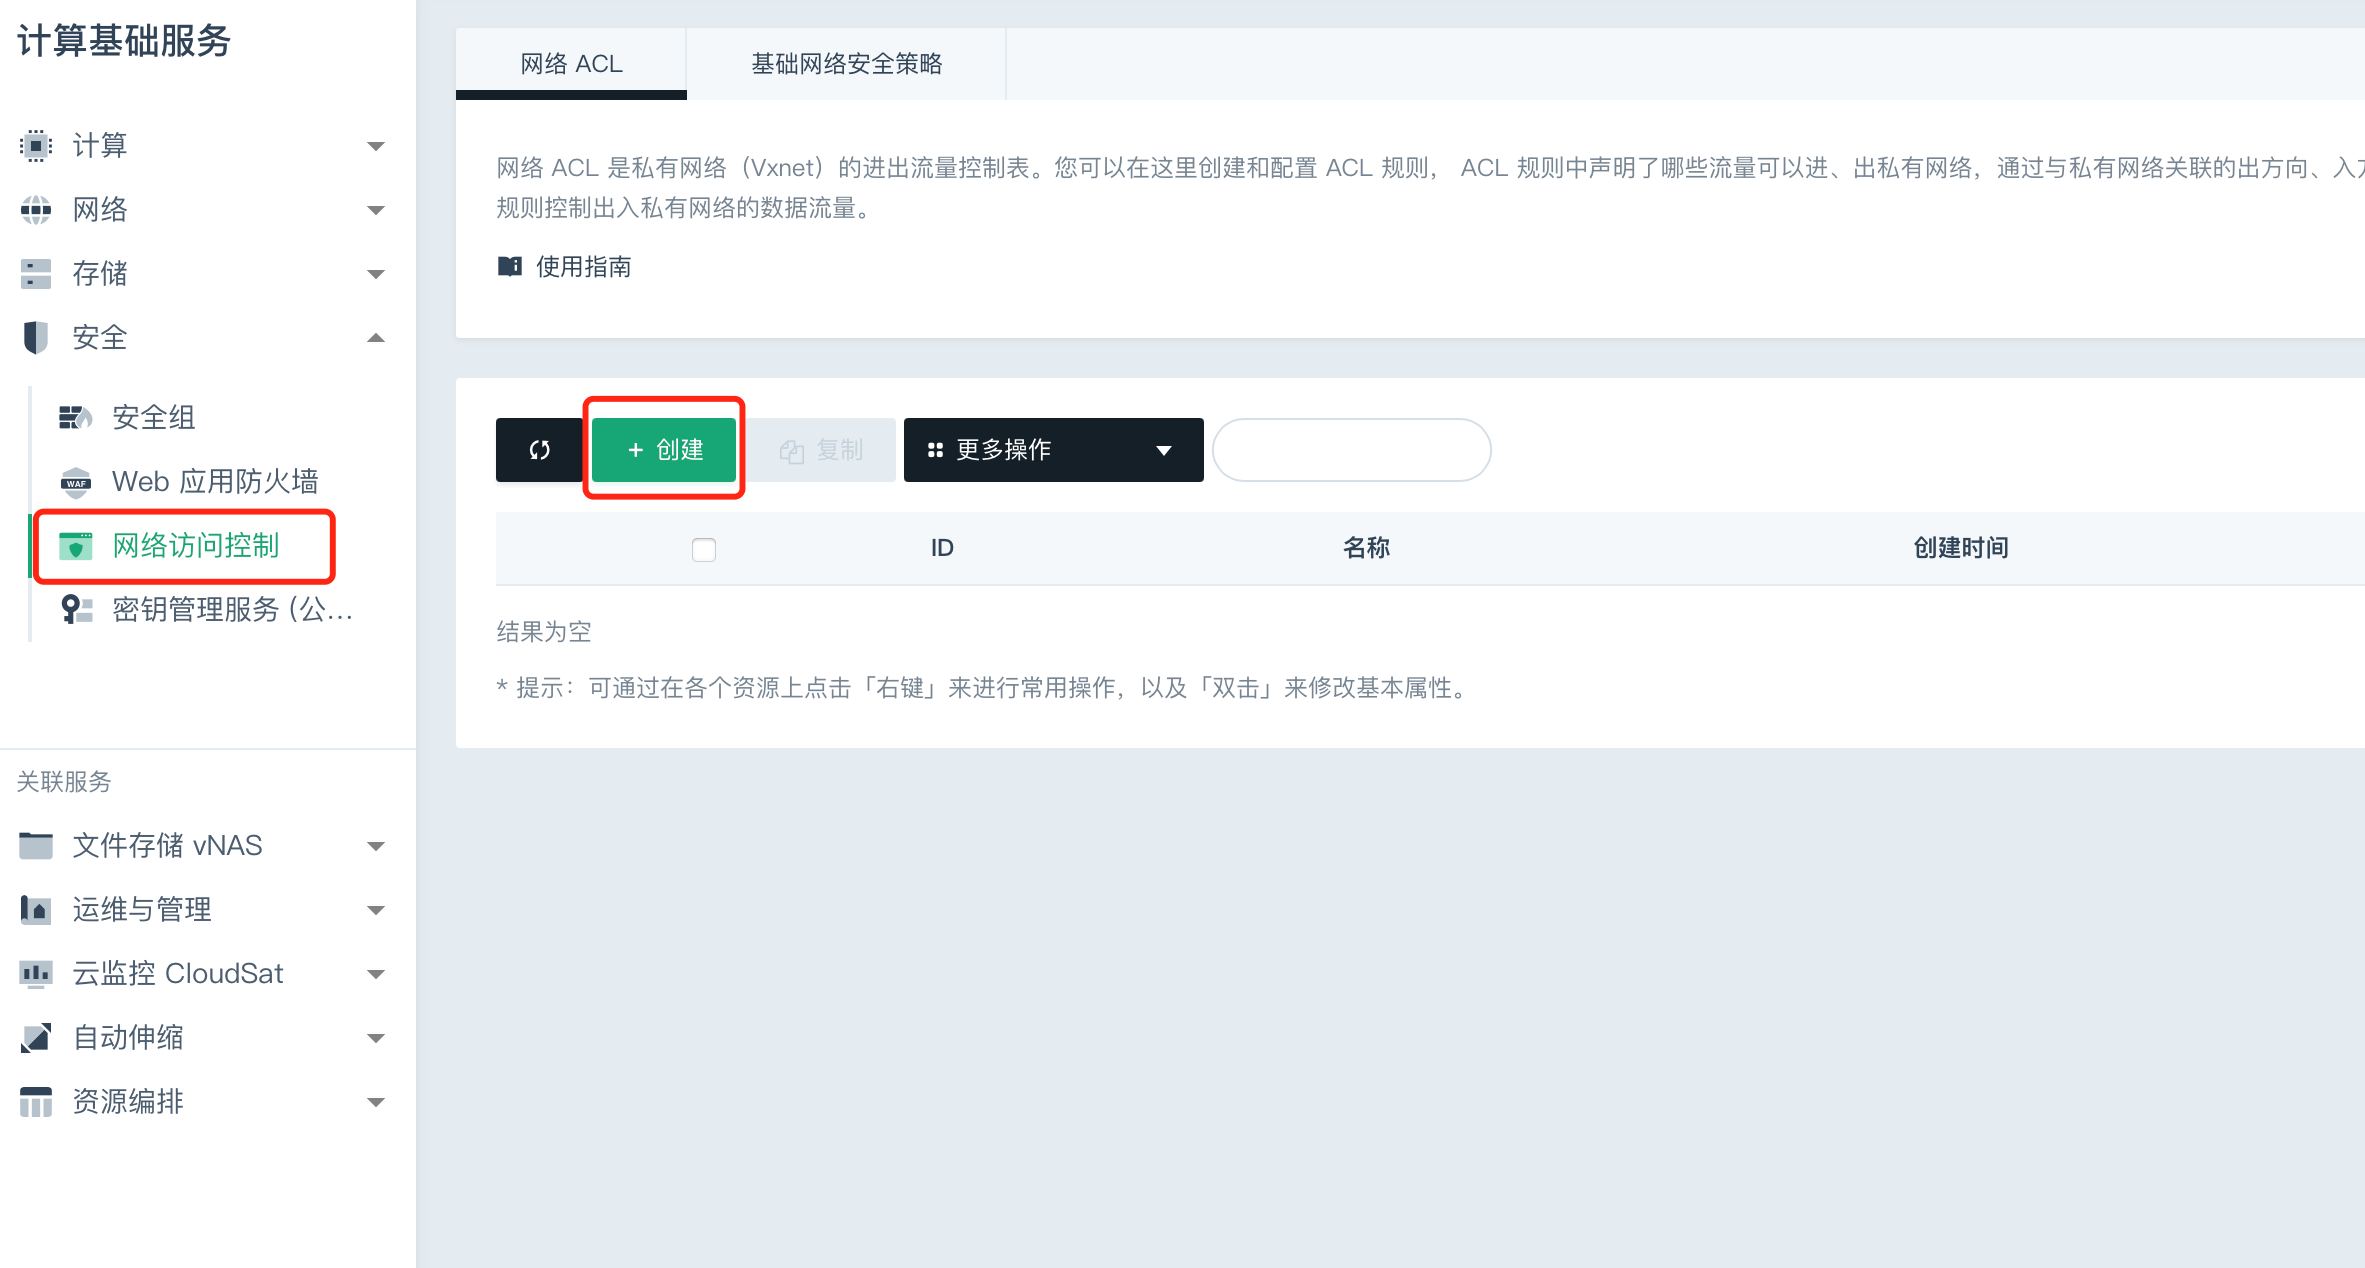 计算基础服务
计算
网络
存储
安全
安全组
WAF
Web 应用防火墙
网络访问控制
密钥管理服务 (公...
关联服务
文件存储 vNAS
运维与管理
云监控 CloudSat
自动伸缩
资源编排
网络 ACL
基础网络安全策略
网络 ACL 是私有网络（Vxnet）的进出流量控制表。您可以在这里创建和配置 ACL 规则， ACL 规则中声明了哪些流量可以进、出私有网络，通过与私有网络关联的出方向、入
规则控制出入私有网络的数据流量。
使用指南
+ 创建
复制
更多操作
ID 名称 创建时间
结果为空
* 提示：可通过在各个资源上点击「右键」来进行常用操作，以及「双击」来修改基本属性。